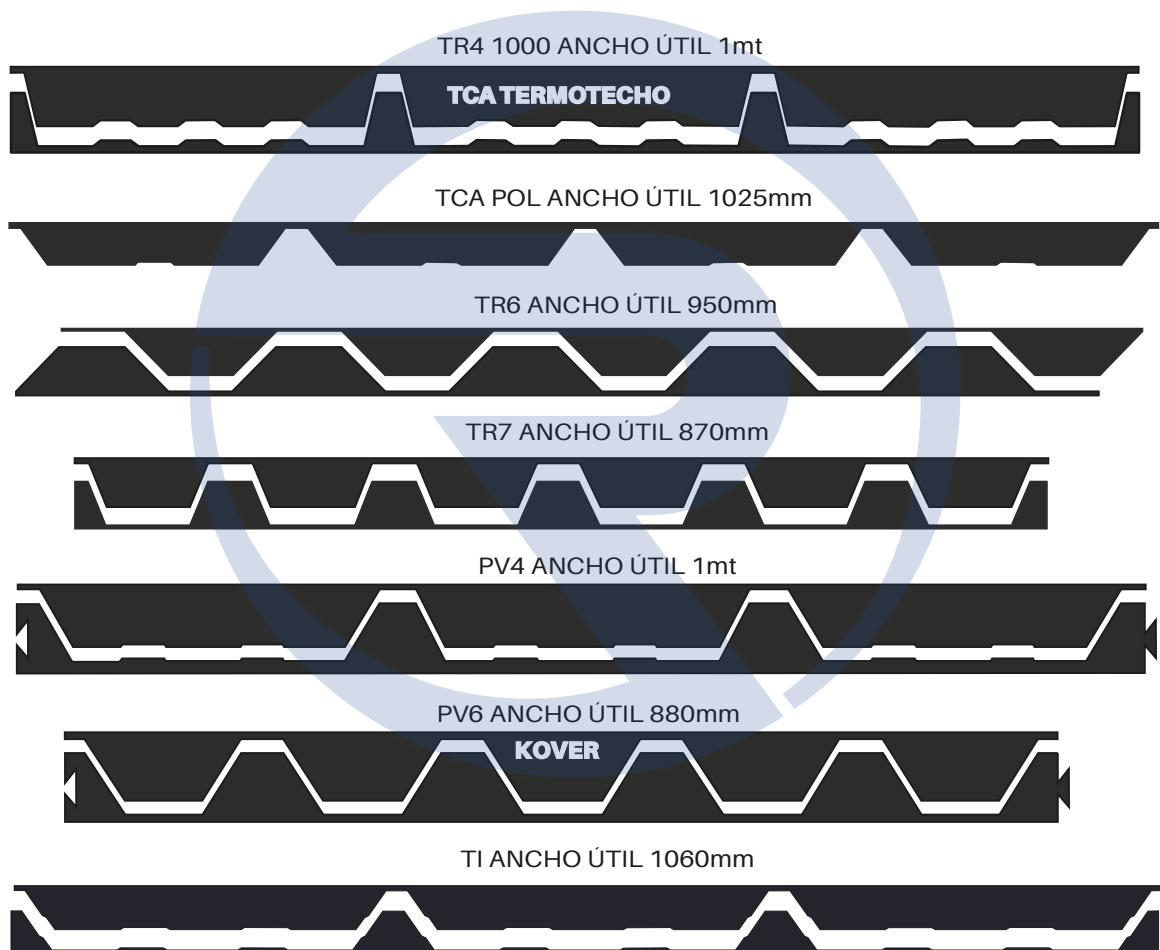 TR4 1000 ANCHO ÚTIL 1mt
TCA TERMOTECHO
TCA POL ANCHO ÚTIL 1025mm
TR6 ANCHO ÚTIL 950mm
TR7 ANCHO ÚTIL 870mm
PV4 ANCHO ÚTIL 1mt
PV6 ANCHO ÚTIL 880mm
KOVER
TI ANCHO ÚTIL 1060mm